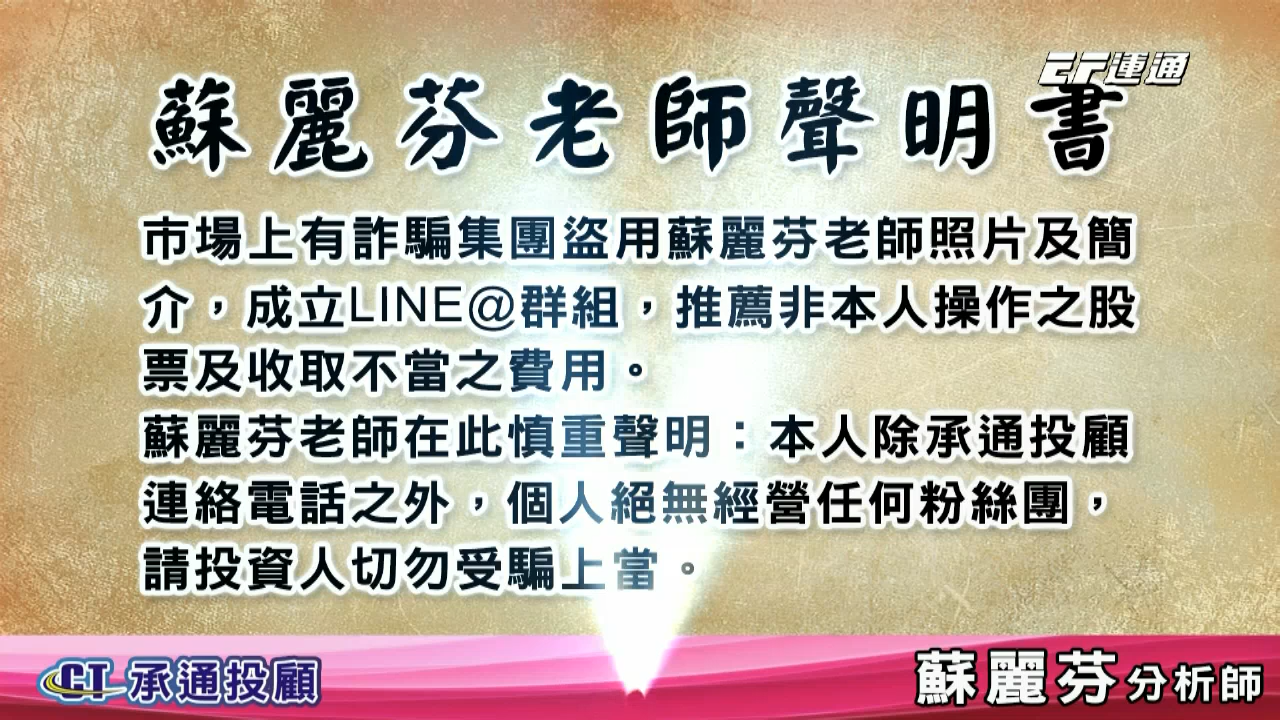 運通
蘇麗芬老師聲明書
市場上有詐騙集團盜用蘇麗芬老師照片及簡
介，成立LINE@群組，推薦非本人操作之股
票及收取不當之費用。
蘇麗芬老師在此慎重聲明：本人除承通投顧
連絡電話之外，個人絕無經營任何粉絲團，
請投資人切勿受騙上當。
CT 承通投顧
蘇麗芬 分析師